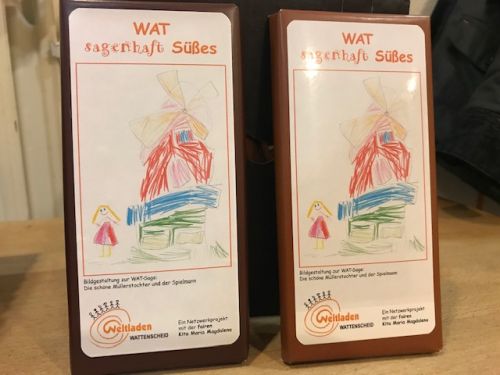 WAT
sagenhaft Süßes
Bildgestaltung zur WAT-Sage:
Die schöne Müllerstochter und der Spielmann
Weltladen
WATTENSCHEID
Ein Netzwerkprojekt
mit der fairen
Kita Maria Magdalena
WAT
sagenhaft Süßes
Bildgestaltung zur WAT-Sage:
Die schöne Müllerstochter und der Spielmann
Weltladen
WATTENSCHEID
Ein Netzwerkprojekt
mit der fairen
Kita Maria Magdalena